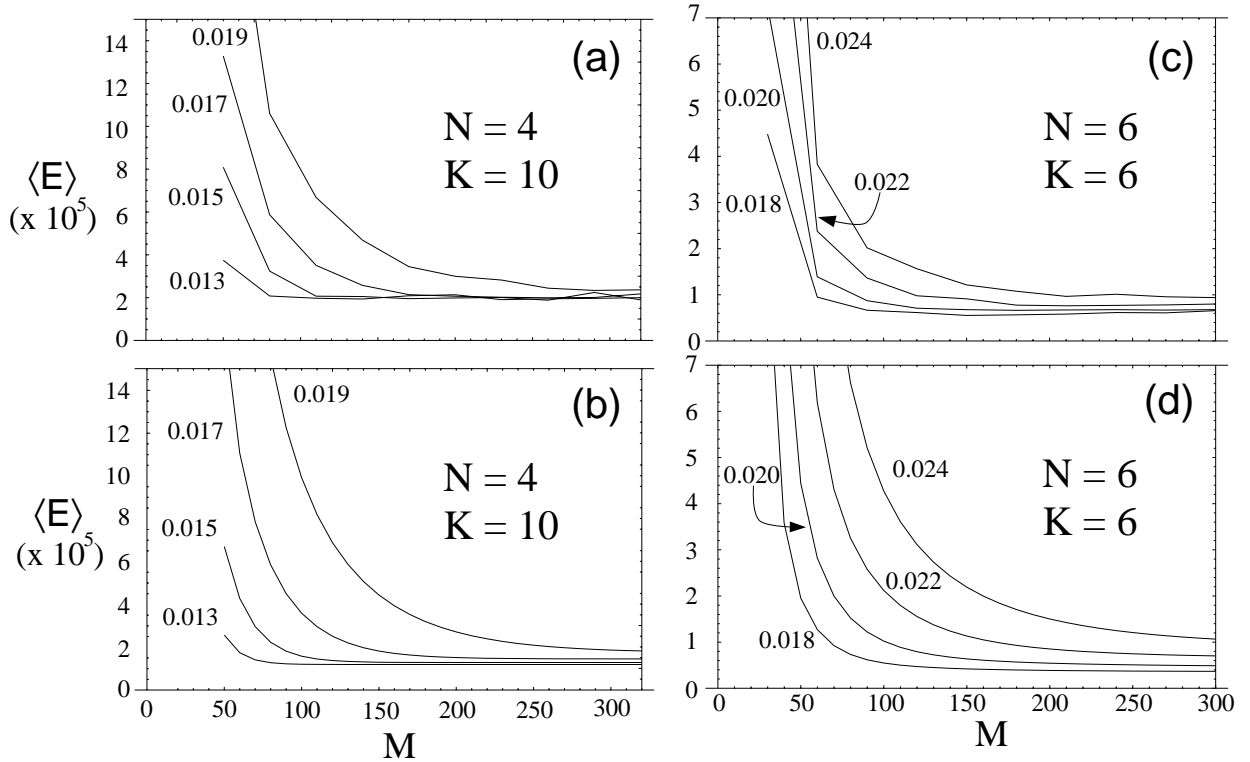 (a)
N = 4
K = 10
⟨E⟩
(x 10^5)
14
12
10
8
6
4
2
0
0.019
0.017
0.015
0.013
(c)
N = 6
K = 6
7
6
5
4
3
2
1
0
0.024
0.020
0.022
0.018
(b)
N = 4
K = 10
⟨E⟩
(x 10^5)
14
12
10
8
6
4
2
0
0.019
0.017
0.015
0.013
0 50 100 150 200 250 300
M
(d)
N = 6
K = 6
7
6
5
4
3
2
1
0
0.020
0.024
0.022
0.018
0 50 100 150 200 250 300
M